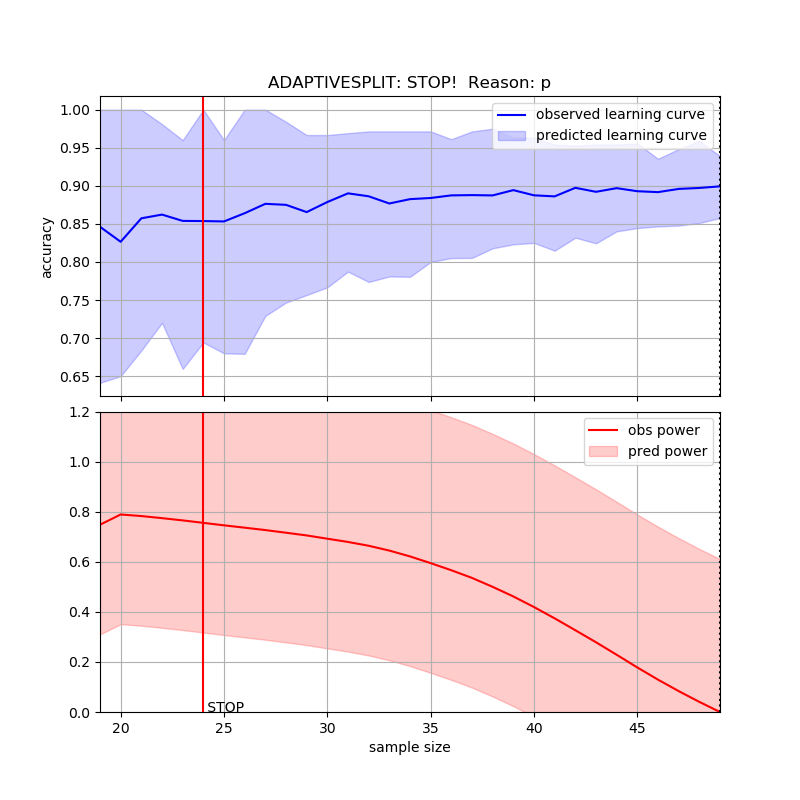 ADAPTIVESPLIT: STOP!  Reason: p
observed learning curve
predicted learning curve
1.00
0.95
0.90
0.85
0.80
0.75
0.70
0.65
accuracy
obs power
pred power
1.2
1.0
0.8
0.6
0.4
0.2
0.0
STOP
20
25
30
35
40
45
sample size